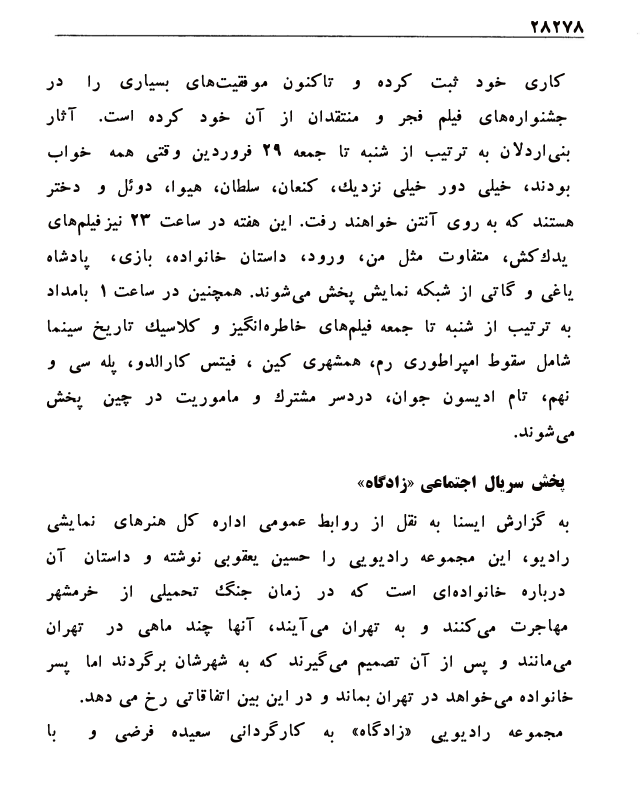 ۲۸۲۷۸
کاری خود ثبت کرده و تاکنون موفقیت‌های بسیاری را در
جشنواره‌های فیلم فجر و منتقدان از آن خود کرده است. آثار
بنی‌اردلان به ترتیب از شنبه تا جمعه ۲۹ فروردین وقتی همه خواب
بودند، خیلی دور خیلی نزدیك، کنعان، سلطان، هیوا، دوئل و دختر
هستند که به روی آنتن خواهند رفت. این هفته در ساعت ۲۳ نیز فیلم‌های
یدك‌کش، متفاوت مثل من، ورود، داستان خانواده، بازی، پادشاه
یاغی و گاتی از شبکه نمایش پخش می‌شوند. همچنین در ساعت ۱ بامداد
به ترتیب از شنبه تا جمعه فیلم‌های خاطره‌انگیز و کلاسیك تاریخ سینما
شامل سقوط امپراطوری رم، همشهری کین ، فیتس کارالدو، پله سی و
نهم، تام ادیسون جوان، دردسر مشترك و ماموریت در چین پخش
می‌شوند.
پخش سریال اجتماعی «زادگاه»
به گزارش ایسنا به نقل از روابط عمومی اداره کل هنرهای نمایشی
رادیو، این مجموعه رادیویی را حسین یعقوبی نوشته و داستان آن
درباره خانواده‌ای است که در زمان جنگ تحمیلی از خرمشهر
مهاجرت می‌کنند و به تهران می‌آیند، آنها چند ماهی در تهران
می‌مانند و پس از آن تصمیم می‌گیرند که به شهرشان برگردند اما پسر
خانواده می‌خواهد در تهران بماند و در این بین اتفاقاتی رخ می دهد.
مجموعه رادیویی «زادگاه» به کارگردانی سعیده فرضی و با